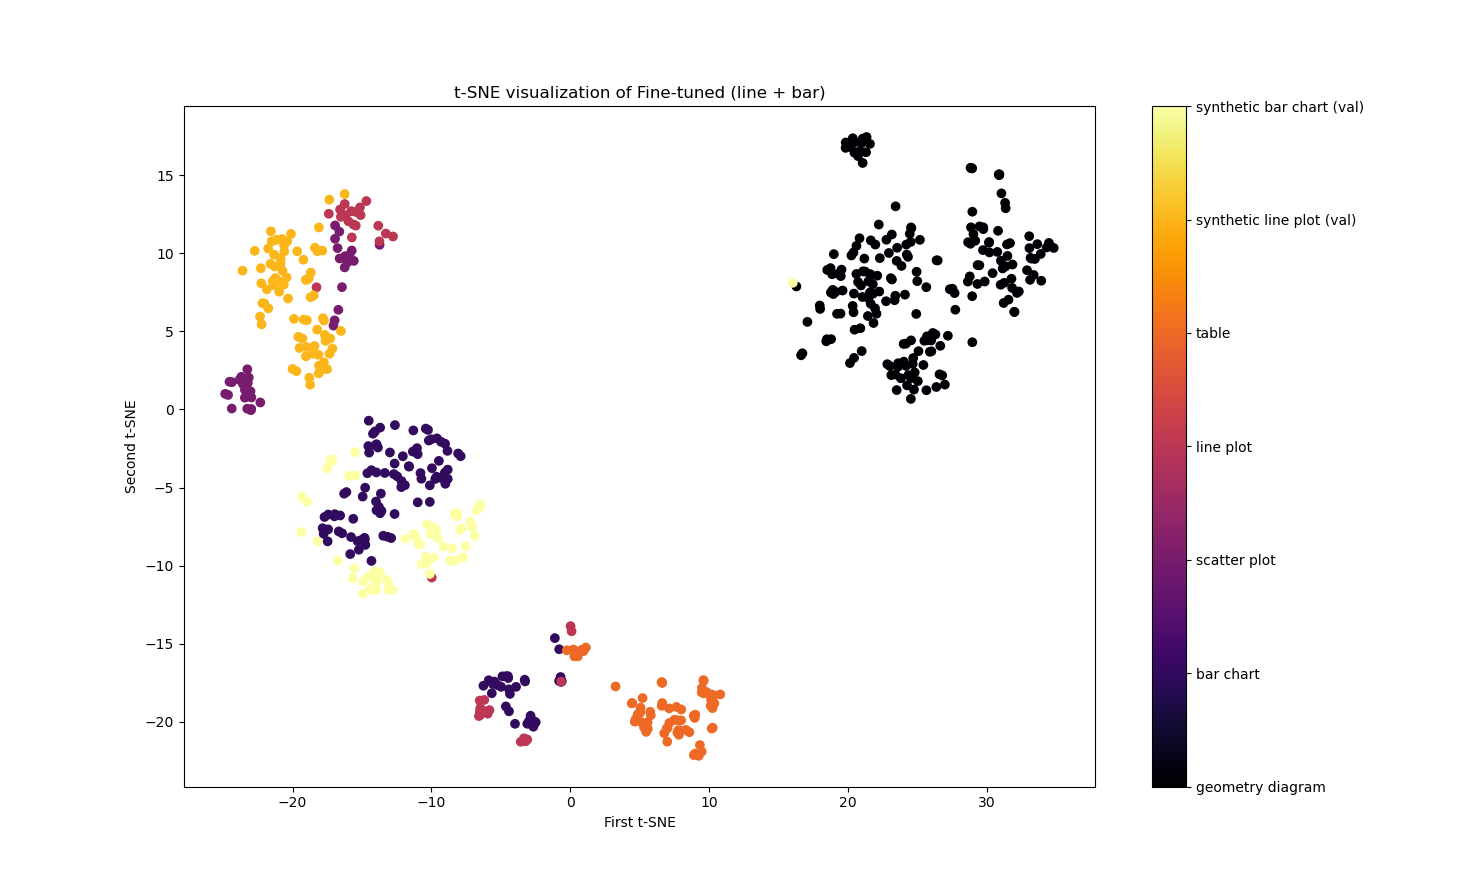 t-SNE visualization of Fine-tuned (line + bar)
synthetic bar chart (val)
synthetic line plot (val)
table
line plot
scatter plot
bar chart
geometry diagram
Second t-SNE
15
10
5
0
−5
−10
−15
−20
−20
−10
0
10
20
30
First t-SNE